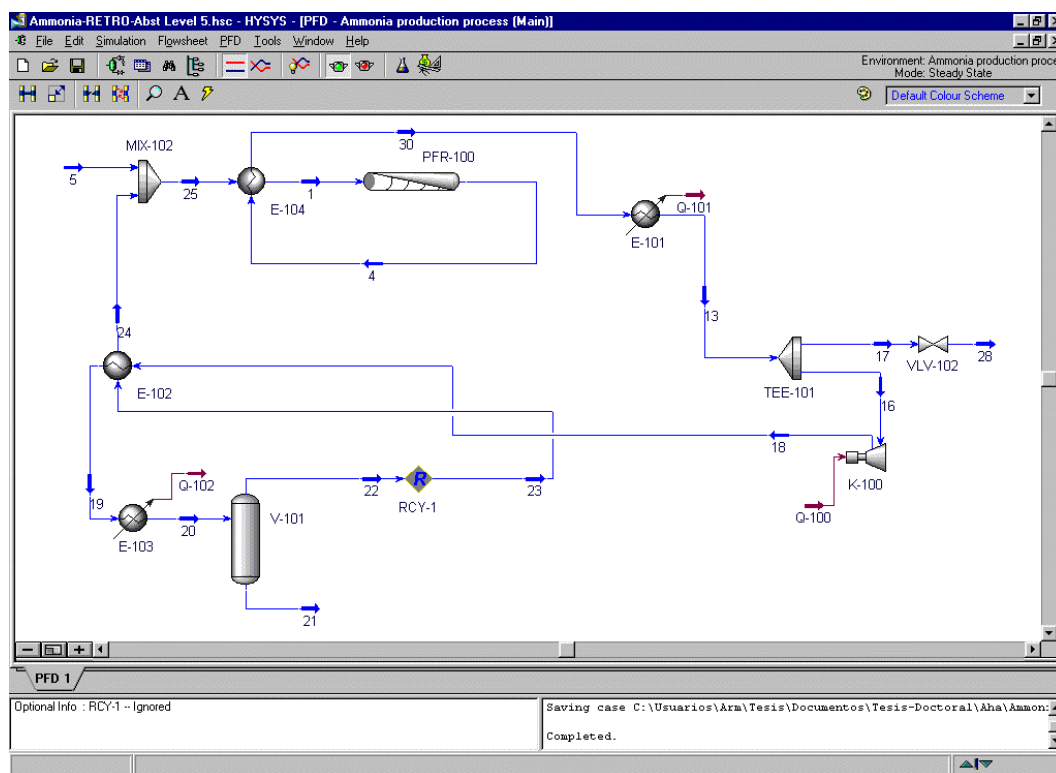 Ammonia-RETRO-Abst Level 5.hsc - HYSYS - [PFD - Ammonia production process (Main)]
File Edit Simulation Flowsheet PFD Tools Window Help
Environment: Ammonia production proce
Mode: Steady State
A
Default Colour Scheme
MIX-102
30
PFR-100
5
25
E-104
1
Q-101
E-101
4
13
24
E-102
17
VLV-102
28
TEE-101
16
18
K-100
Q-102
22
23
19
V-101
RCY-1
20
Q-100
E-103
21
PFD 1
Optional Info : RCY-1 -- Ignored
Saving case C:\Usuarios\Arm\Tesis\Documentos\Tesis-Doctoral\Aha\Ammon:
Completed.